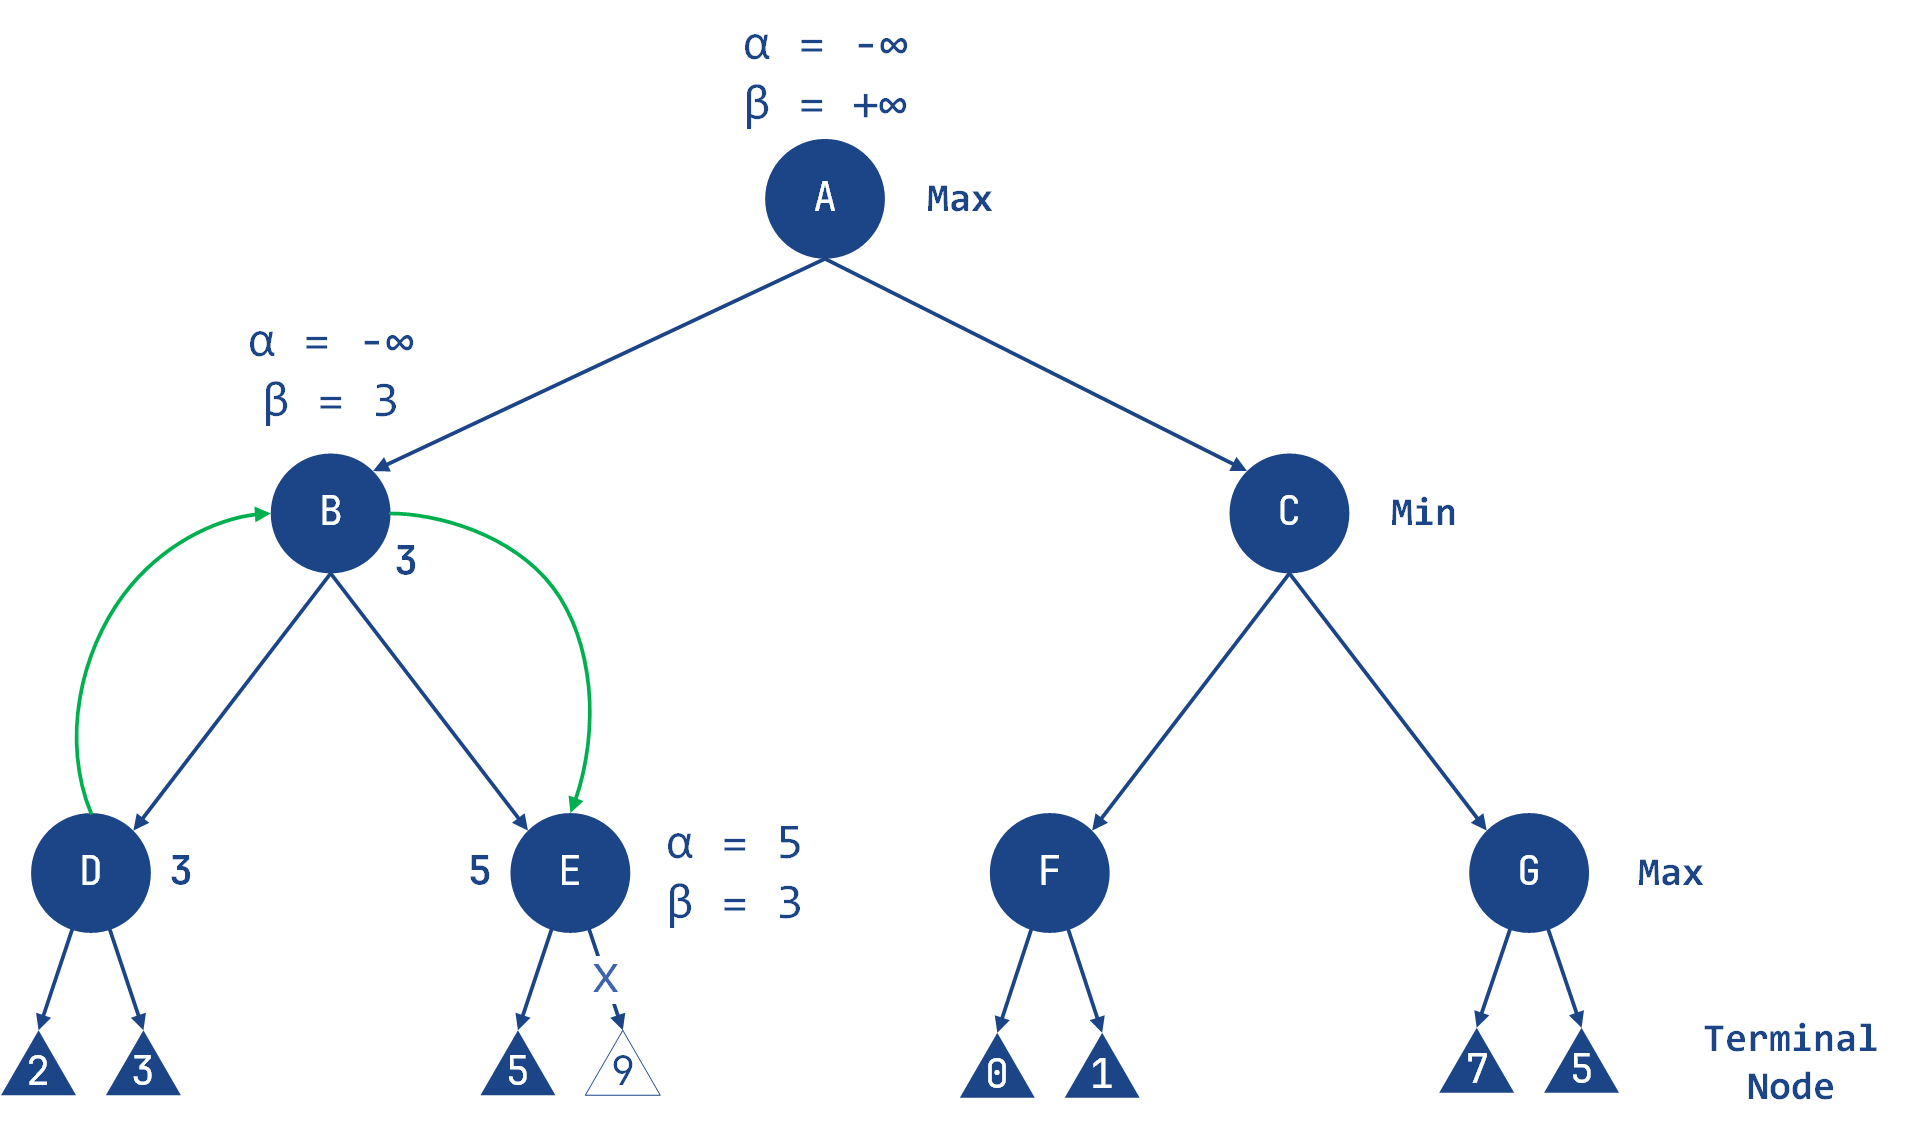 α = -∞
β = +∞
A Max
α = -∞
β = 3
B
3
C Min
D 3
5 E
α = 5
β = 3
F
G Max
X
2 3 5 9 0 1 7 5
Terminal
Node